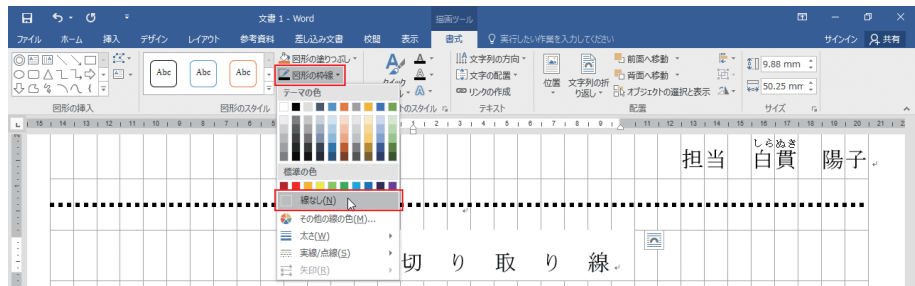 文書 1 - Word
描画ツール
ファイル
ホーム
挿入
デザイン
レイアウト
参考資料
差し込み文書
校閲
表示
書式
実行したい作業を入力してください
サインイン
共有
Abc
Abc
Abc
図形の塗りつぶし
図形の枠線
文字列の方向
文字の配置
リンクの作成
位置
文字列の折り返し
前面へ移動
背面へ移動
オブジェクトの選択と表示
9.88 mm
50.25 mm
図形の挿入
図形のスタイル
テキスト
配置
サイズ
テーマの色
標準の色
線なし(N)
その他の線の色(M)...
太さ(W)
実線/点線(S)
矢印(R)
しらぬき
担当 白貫 陽子
切り取り線